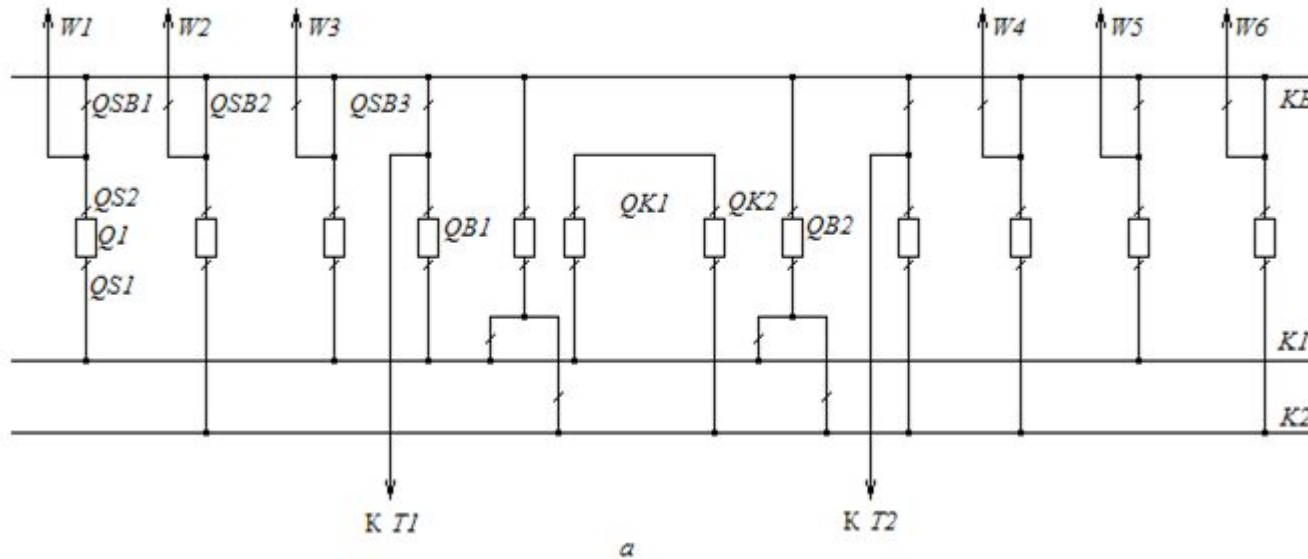 W1 W2 W3 W4 W5 W6
QSB1 QSB2 QSB3
QS2
Q1
QS1
QK1 QK2
QB1 QB2
K1
K2
К T1 К T2
а